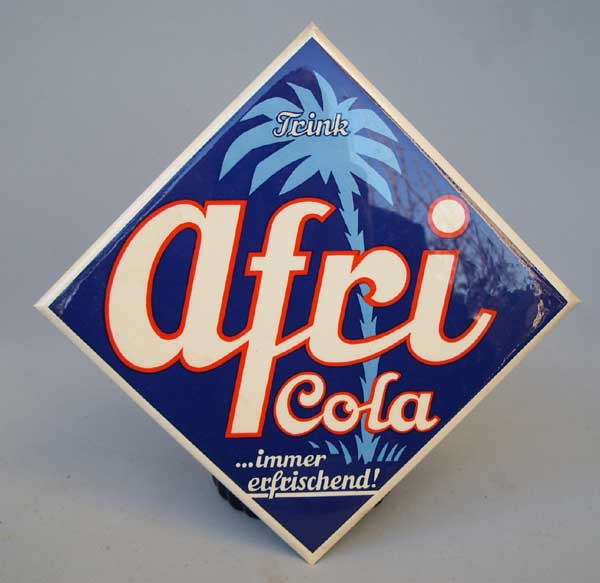 Trink
afri
Cola
...immer
erfrischend!